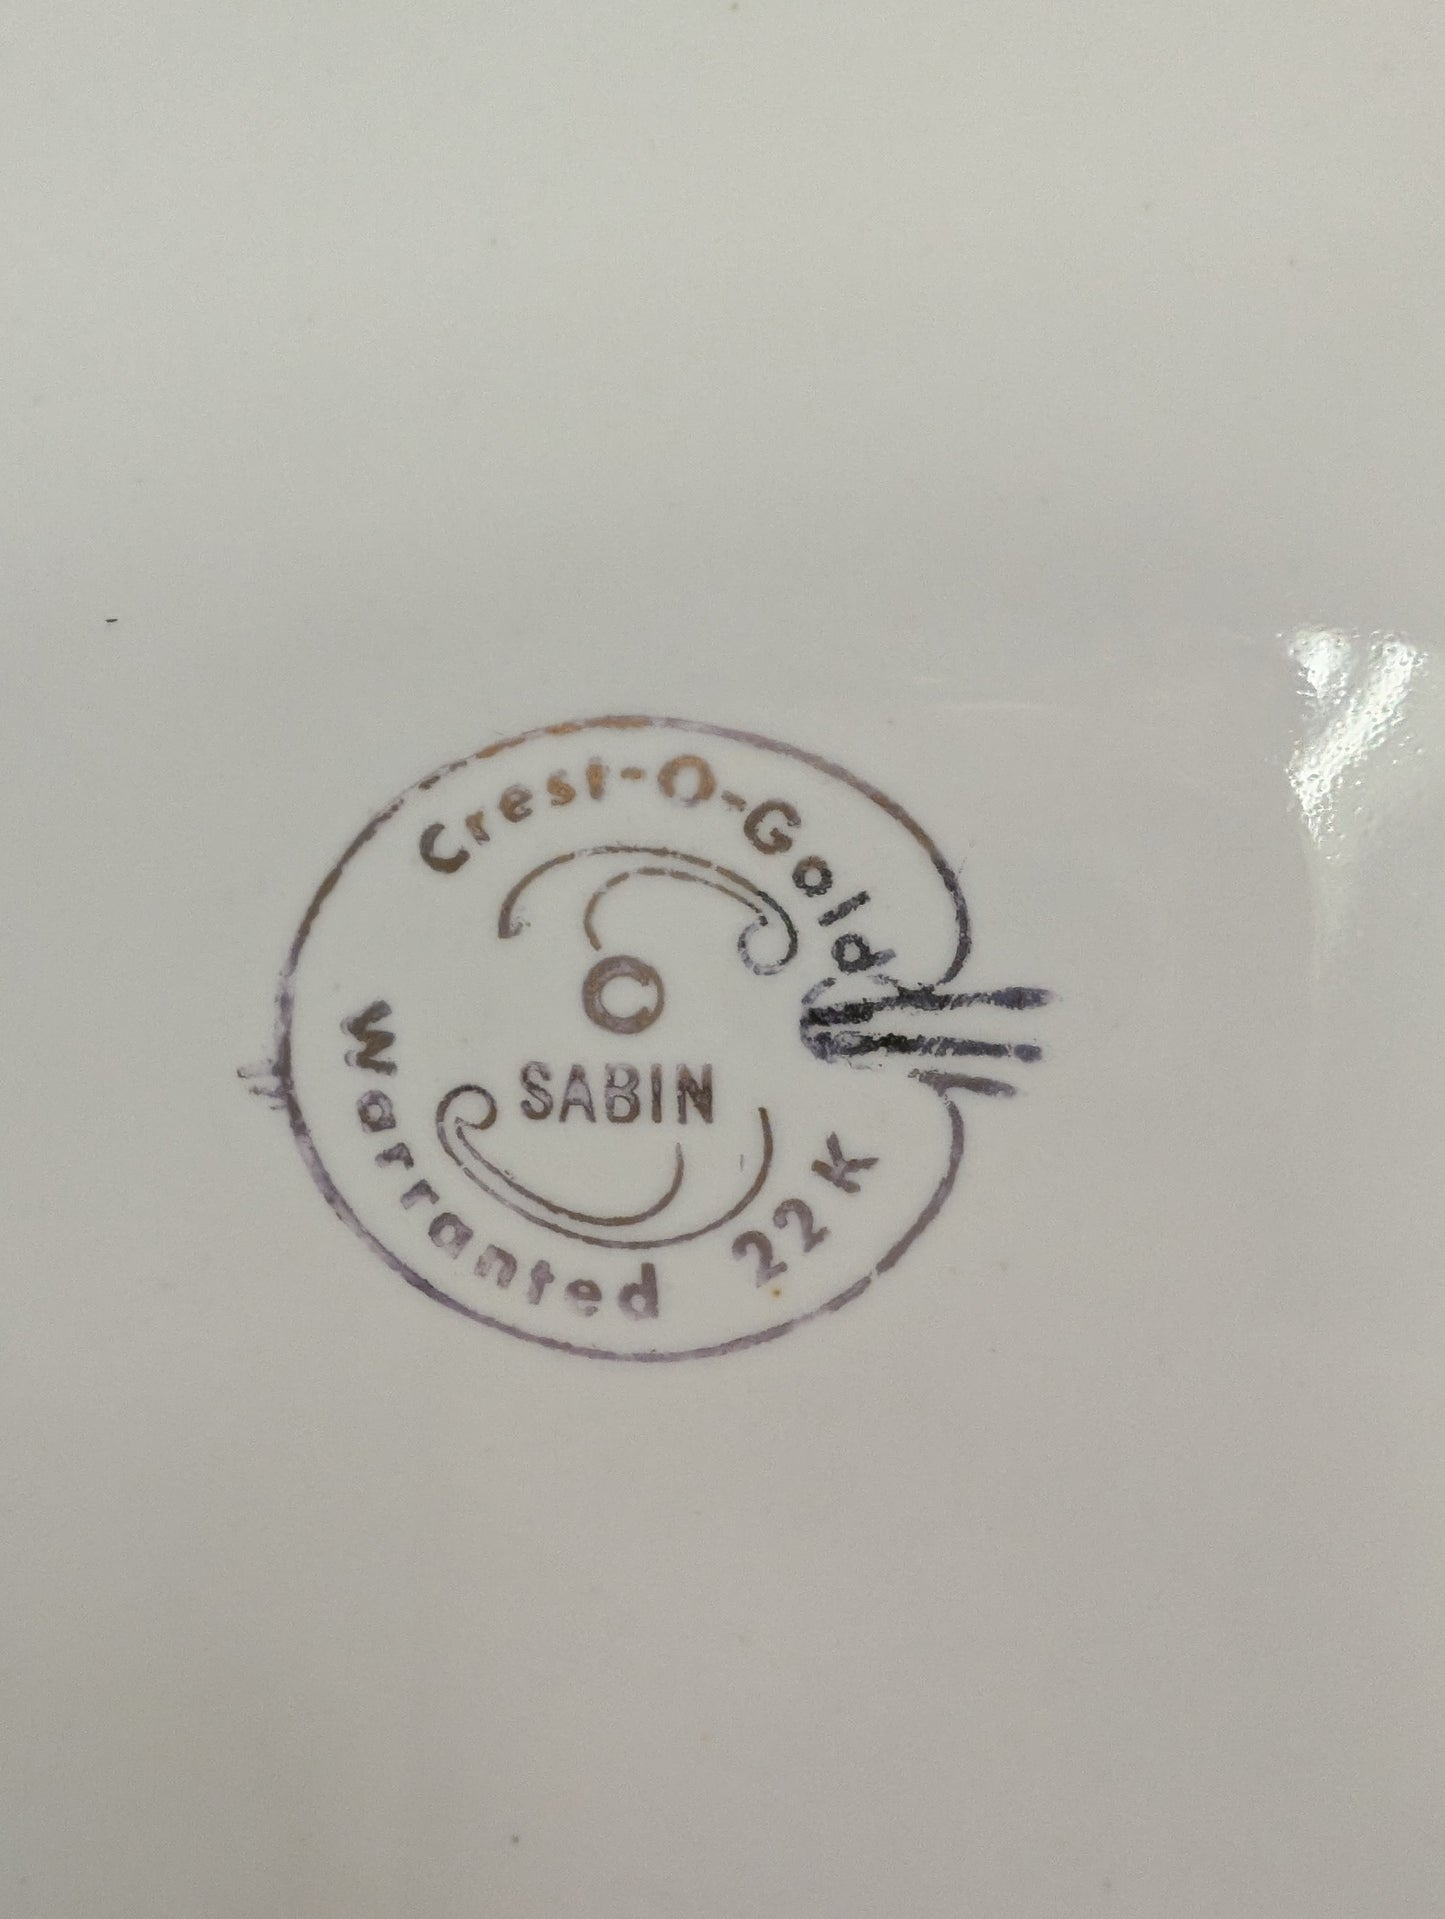 Crest-O-Gold
©
SABIN
Warranted 22K